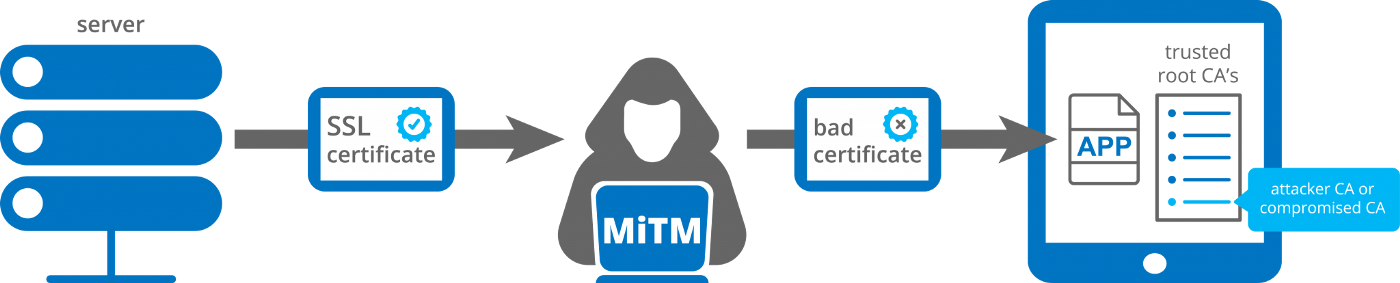 server
SSL
certificate
MiTM
bad
certificate
APP
trusted
root CA's
attacker CA or
compromised CA